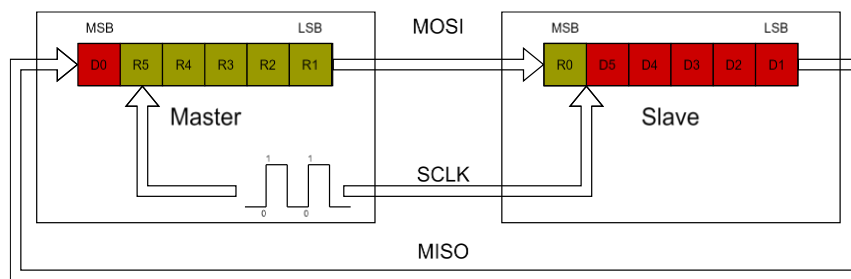 MSB LSB MOSI MSB LSB
D0 R5 R4 R3 R2 R1 R0 D5 D4 D3 D2 D1
Master Slave
1 1
SCLK
0 0
MISO